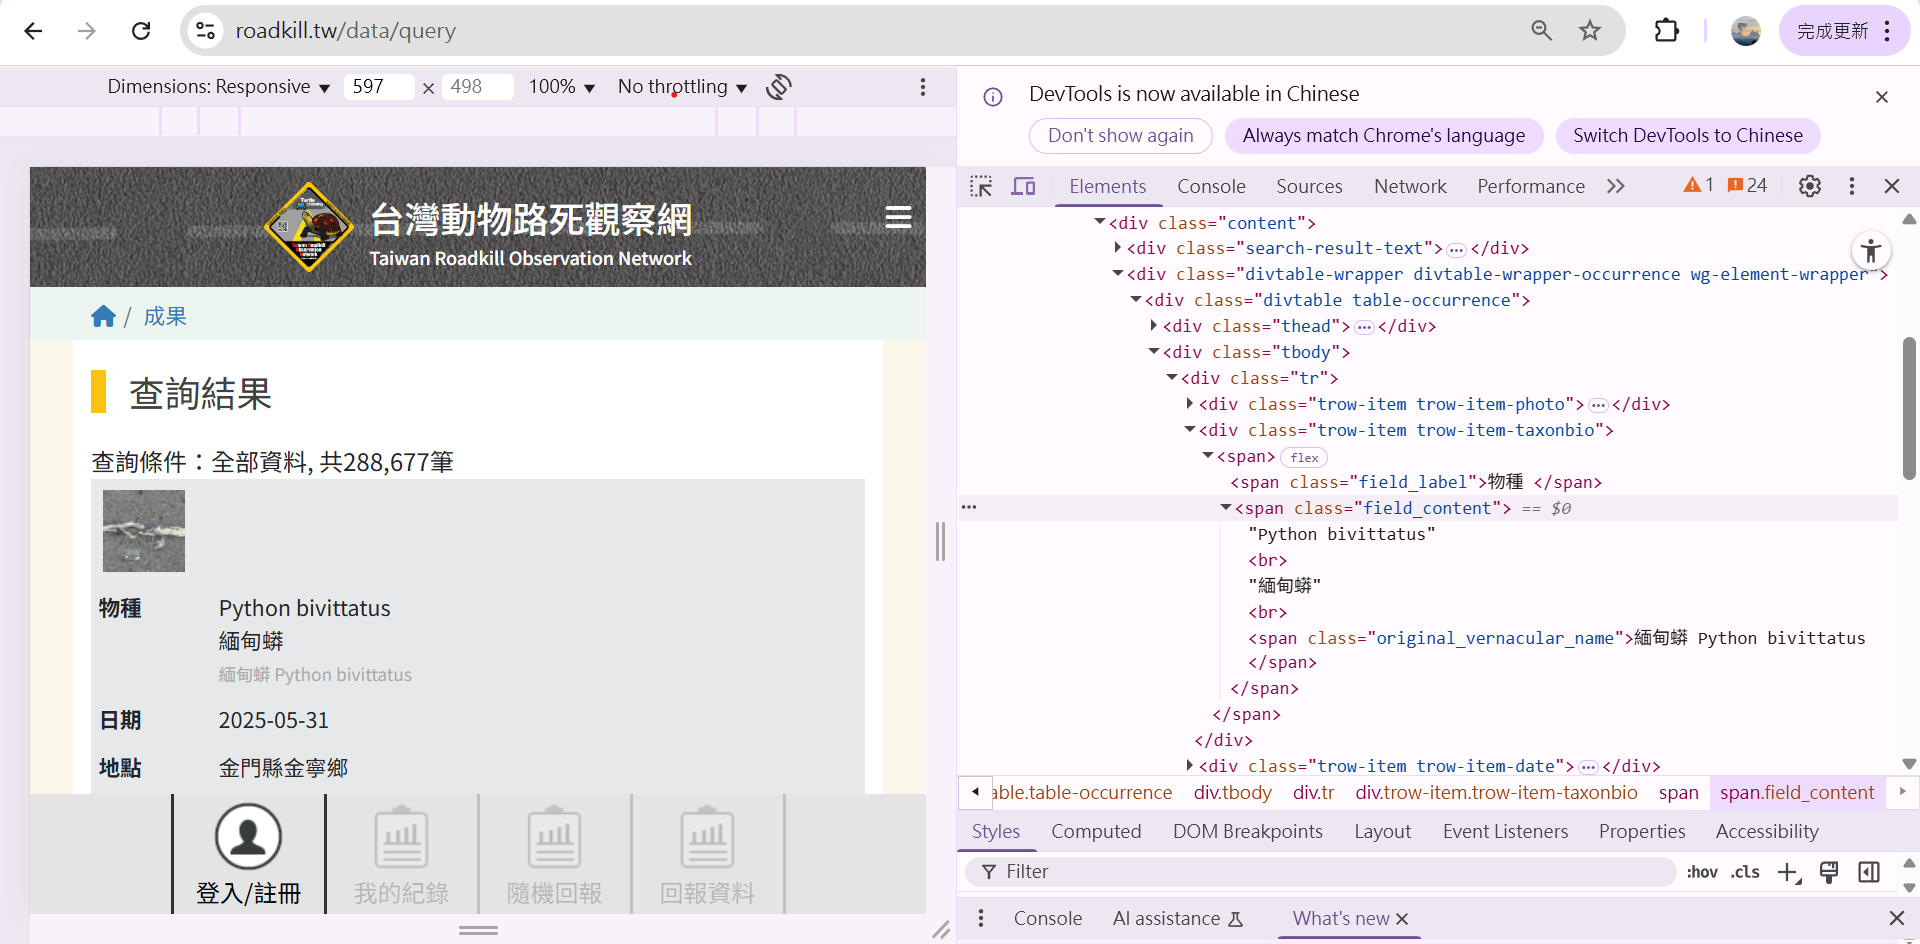 roadkill.tw/data/query
完成更新
Dimensions: Responsive
597 × 498
100%
No throttling
台灣動物路死觀察網
Taiwan Roadkill Observation Network
/ 成果
查詢結果
查詢條件：全部資料, 共288,677筆
物種
Python bivittatus
緬甸蟒
緬甸蟒 Python bivittatus
日期
2025-05-31
地點
金門縣金寧鄉
登入/註冊
我的紀錄
隨機回報
回報資料
DevTools is now available in Chinese
Don't show again
Always match Chrome's language
Switch DevTools to Chinese
Elements
Console
Sources
Network
Performance
1
24
<div class="content">
<div class="search-result-text"> ⋯ </div>
<div class="divtable-wrapper divtable-wrapper-occurrence wg-element-wrapper">
<div class="divtable table-occurrence">
<div class="thead"> ⋯ </div>
<div class="tbody">
<div class="tr">
<div class="trow-item trow-item-photo"> ⋯ </div>
<div class="trow-item trow-item-taxonbio">
<span> flex
<span class="field_label">物種 </span>
<span class="field_content"> == $0
"Python bivittatus"
<br>
"緬甸蟒"
<br>
<span class="original_vernacular_name">緬甸蟒 Python bivittatus
</span>
</span>
</span>
</div>
<div class="trow-item trow-item-date"> ⋯ </div>
able.table-occurrence
div.tbody
div.tr
div.trow-item.trow-item-taxonbio
span
span.field_content
Styles
Computed
DOM Breakpoints
Layout
Event Listeners
Properties
Accessibility
Filter
:hov
.cls
Console
AI assistance
What's new